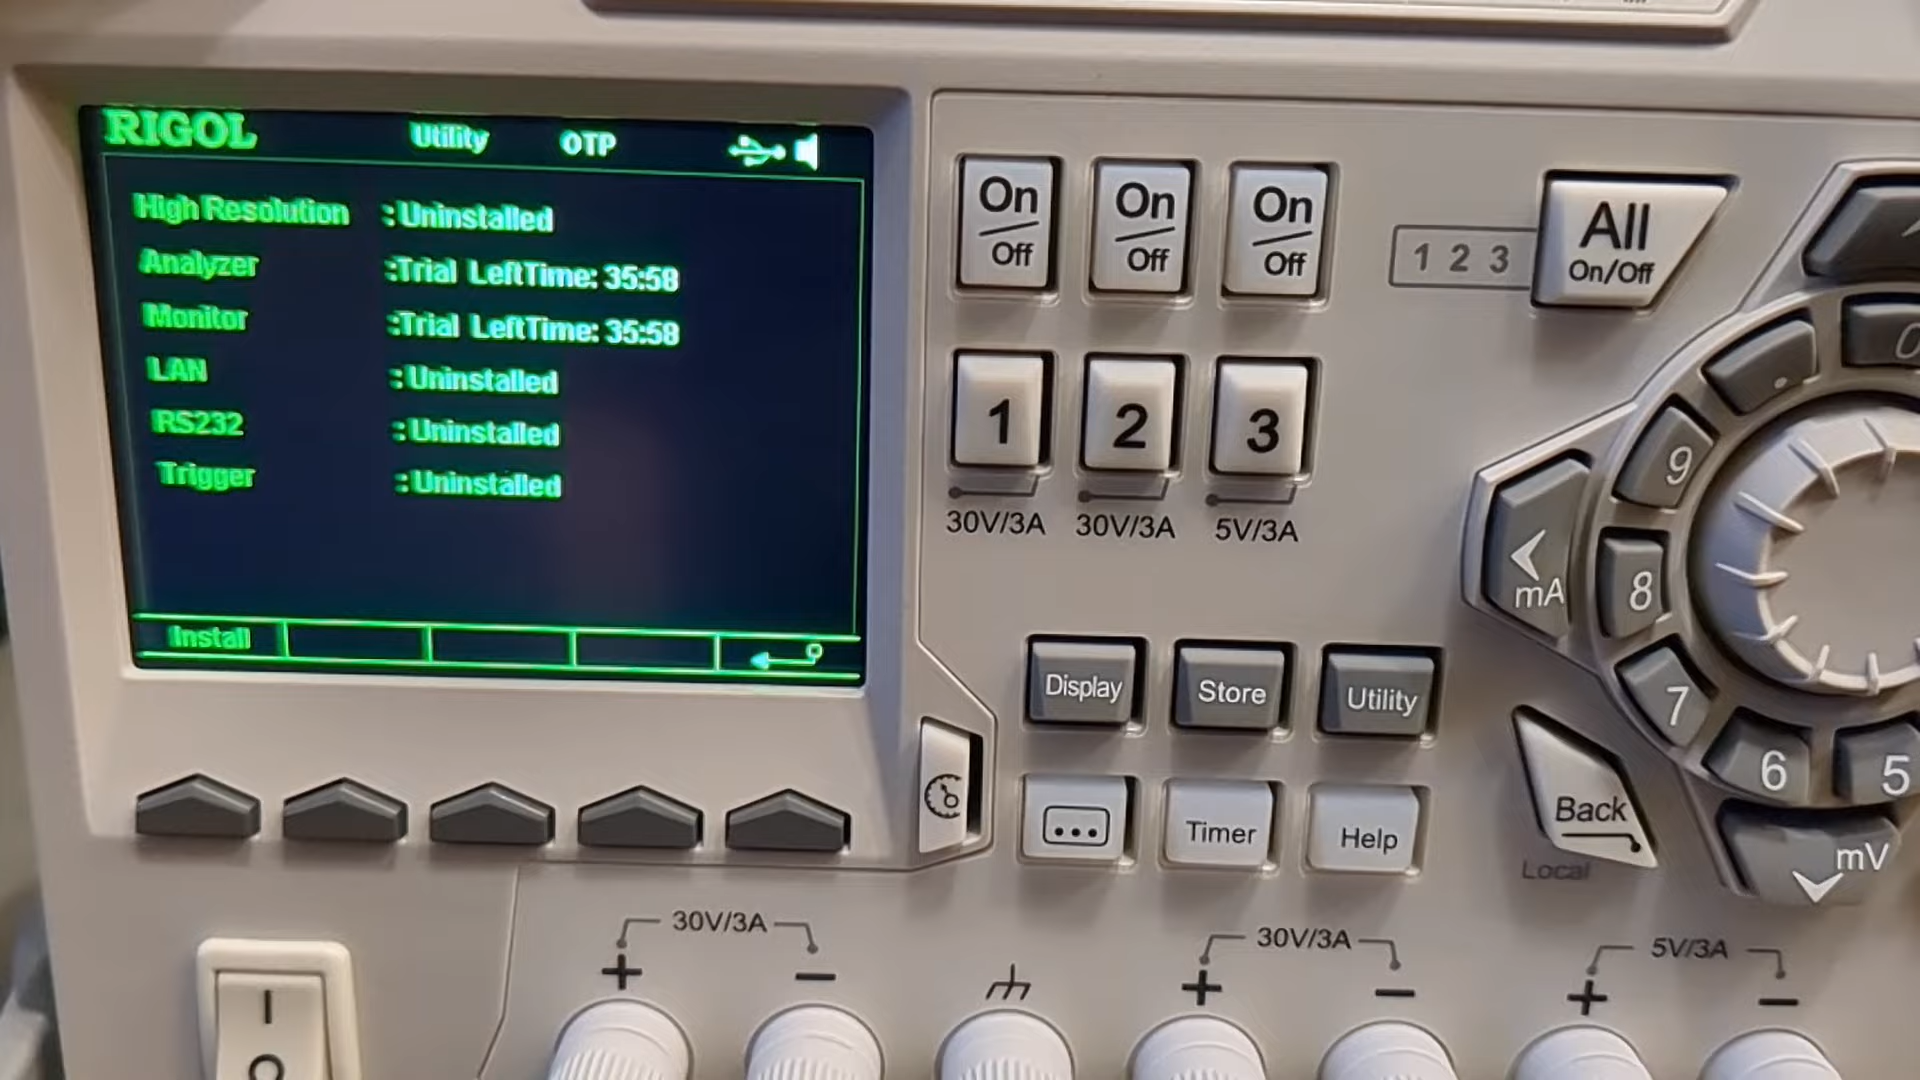 RIGOL Utility OTP
High Resolution :Uninstalled
Analyzer :Trial LeftTime: 35:58
Monitor :Trial LeftTime: 35:58
LAN :Uninstalled
RS232 :Uninstalled
Trigger :Uninstalled
Install
On Off
On Off
On Off
1 2 3
All
On/Off
1
2
3
30V/3A 30V/3A 5V/3A
Display Store Utility
... Timer Help
0
.
9
8
7
6
5
mA
mV
Back
Local
30V/3A
+ −
30V/3A
+ −
5V/3A
+ −
I
O